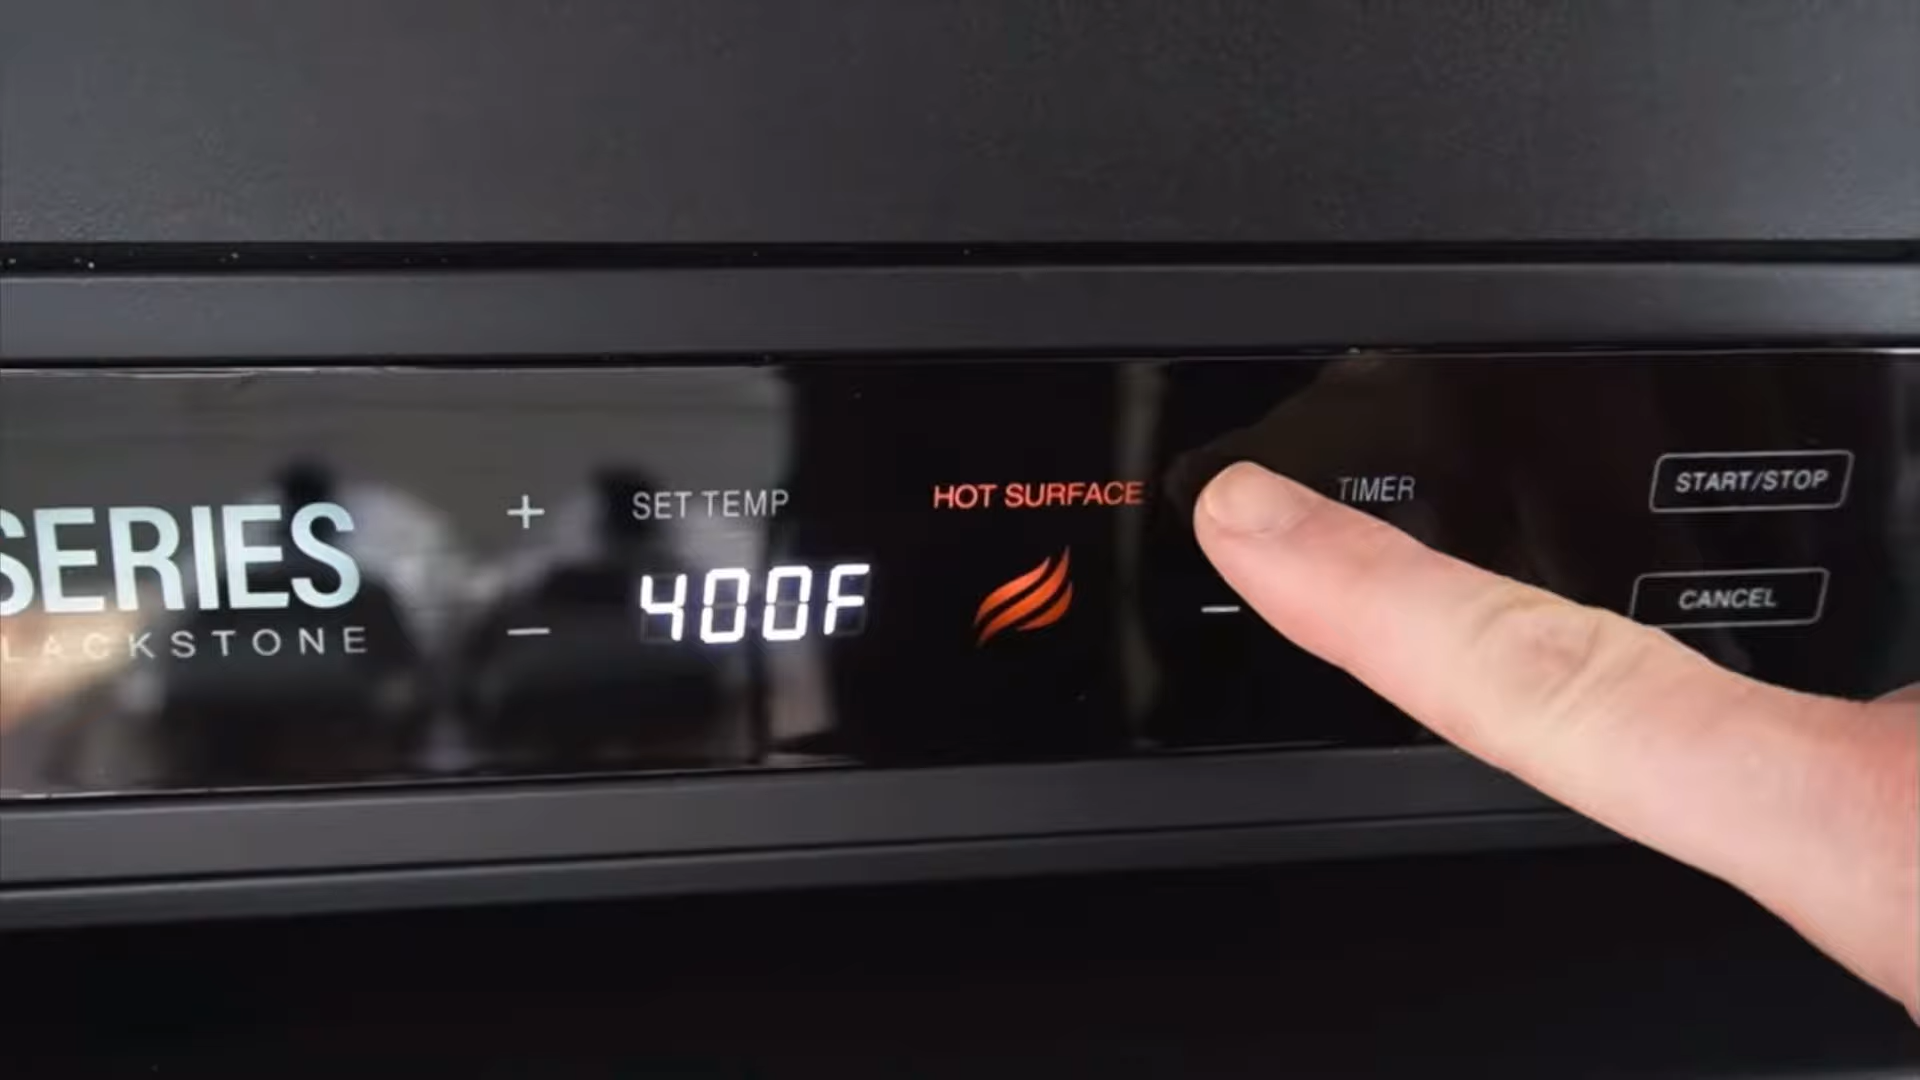 SERIES
LACKSTONE
+
−
SET TEMP
400F
HOT SURFACE
−
TIMER
START/STOP
CANCEL